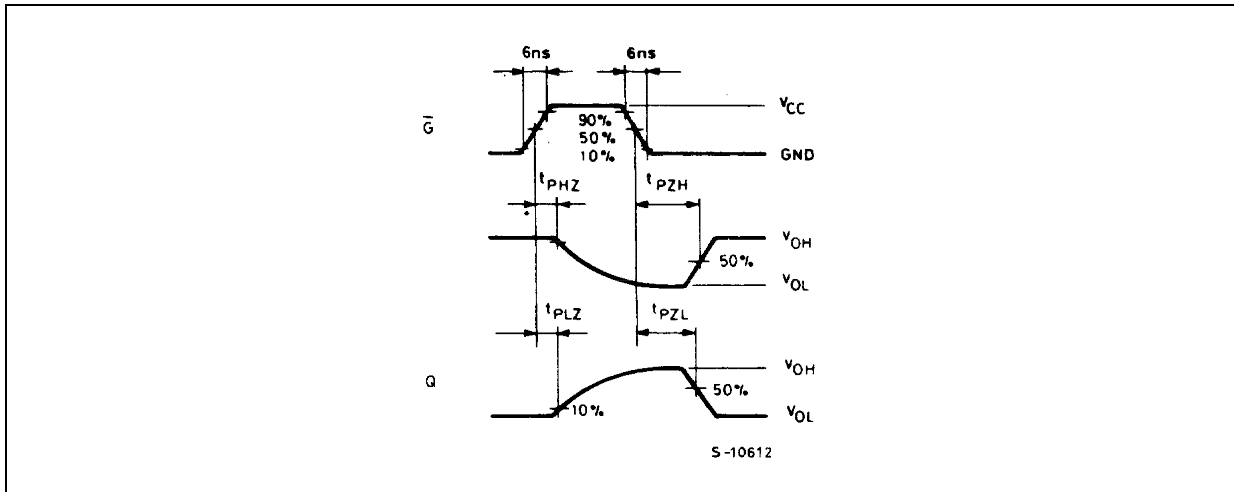 6ns 6ns
G̅
90%
50%
10%
VCC
GND
tPHZ tPZH
VOH
50%
VOL
tPLZ tPZL
Q
VOH
50%
10%
VOL
S-10612